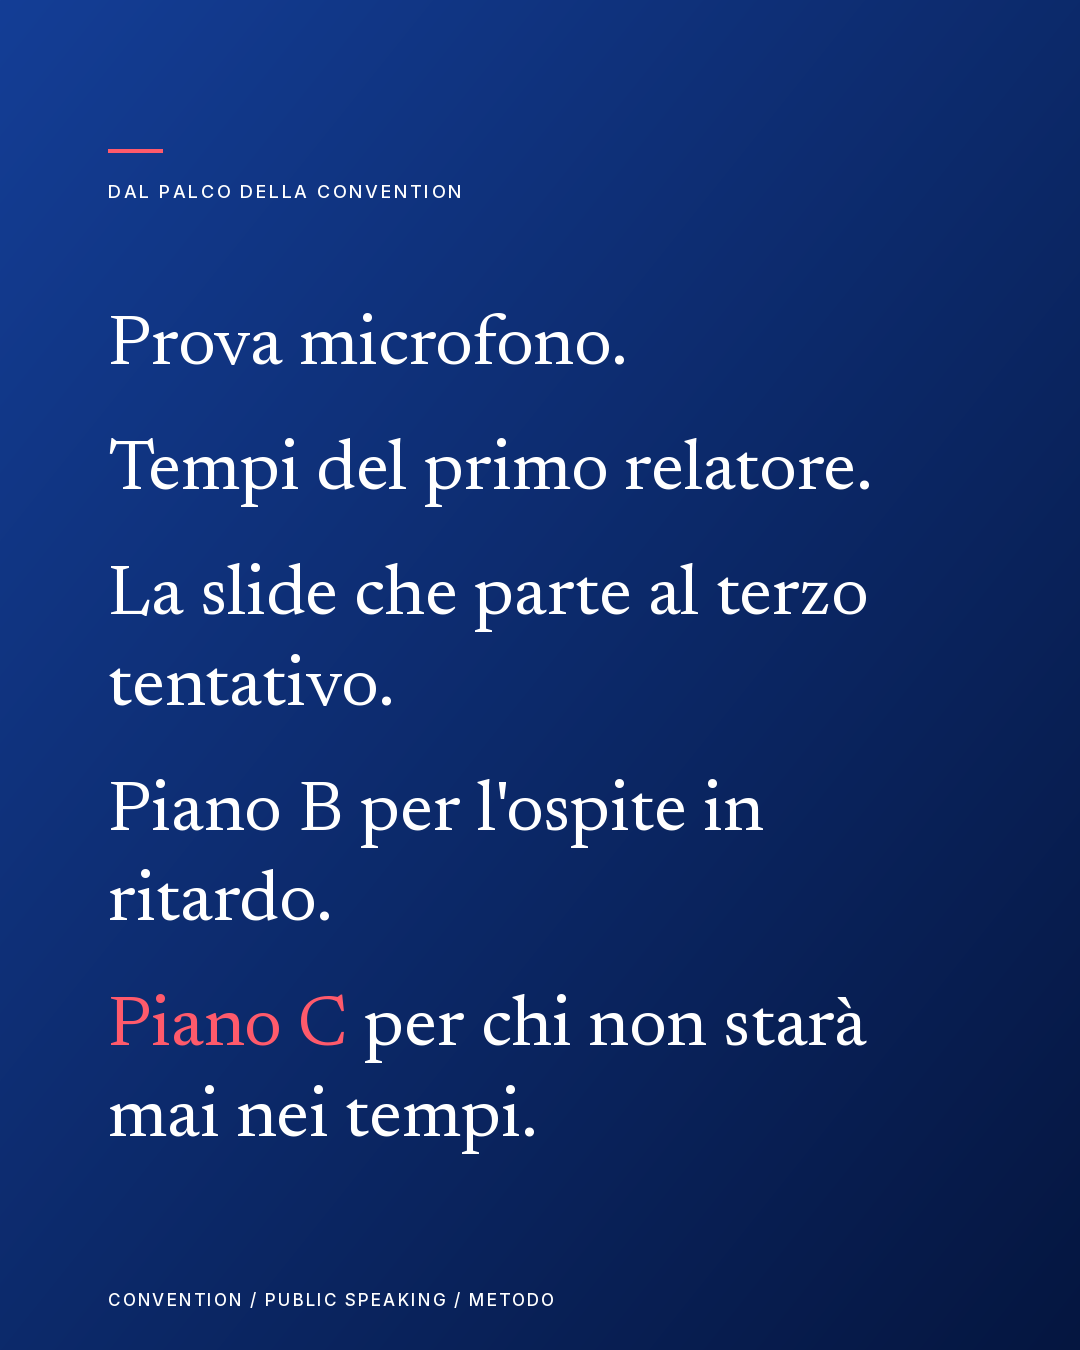 DAL PALCO DELLA CONVENTION
Prova microfono.
Tempi del primo relatore.
La slide che parte al terzo
tentativo.
Piano B per l'ospite in
ritardo.
Piano C per chi non starà
mai nei tempi.
CONVENTION / PUBLIC SPEAKING / METODO